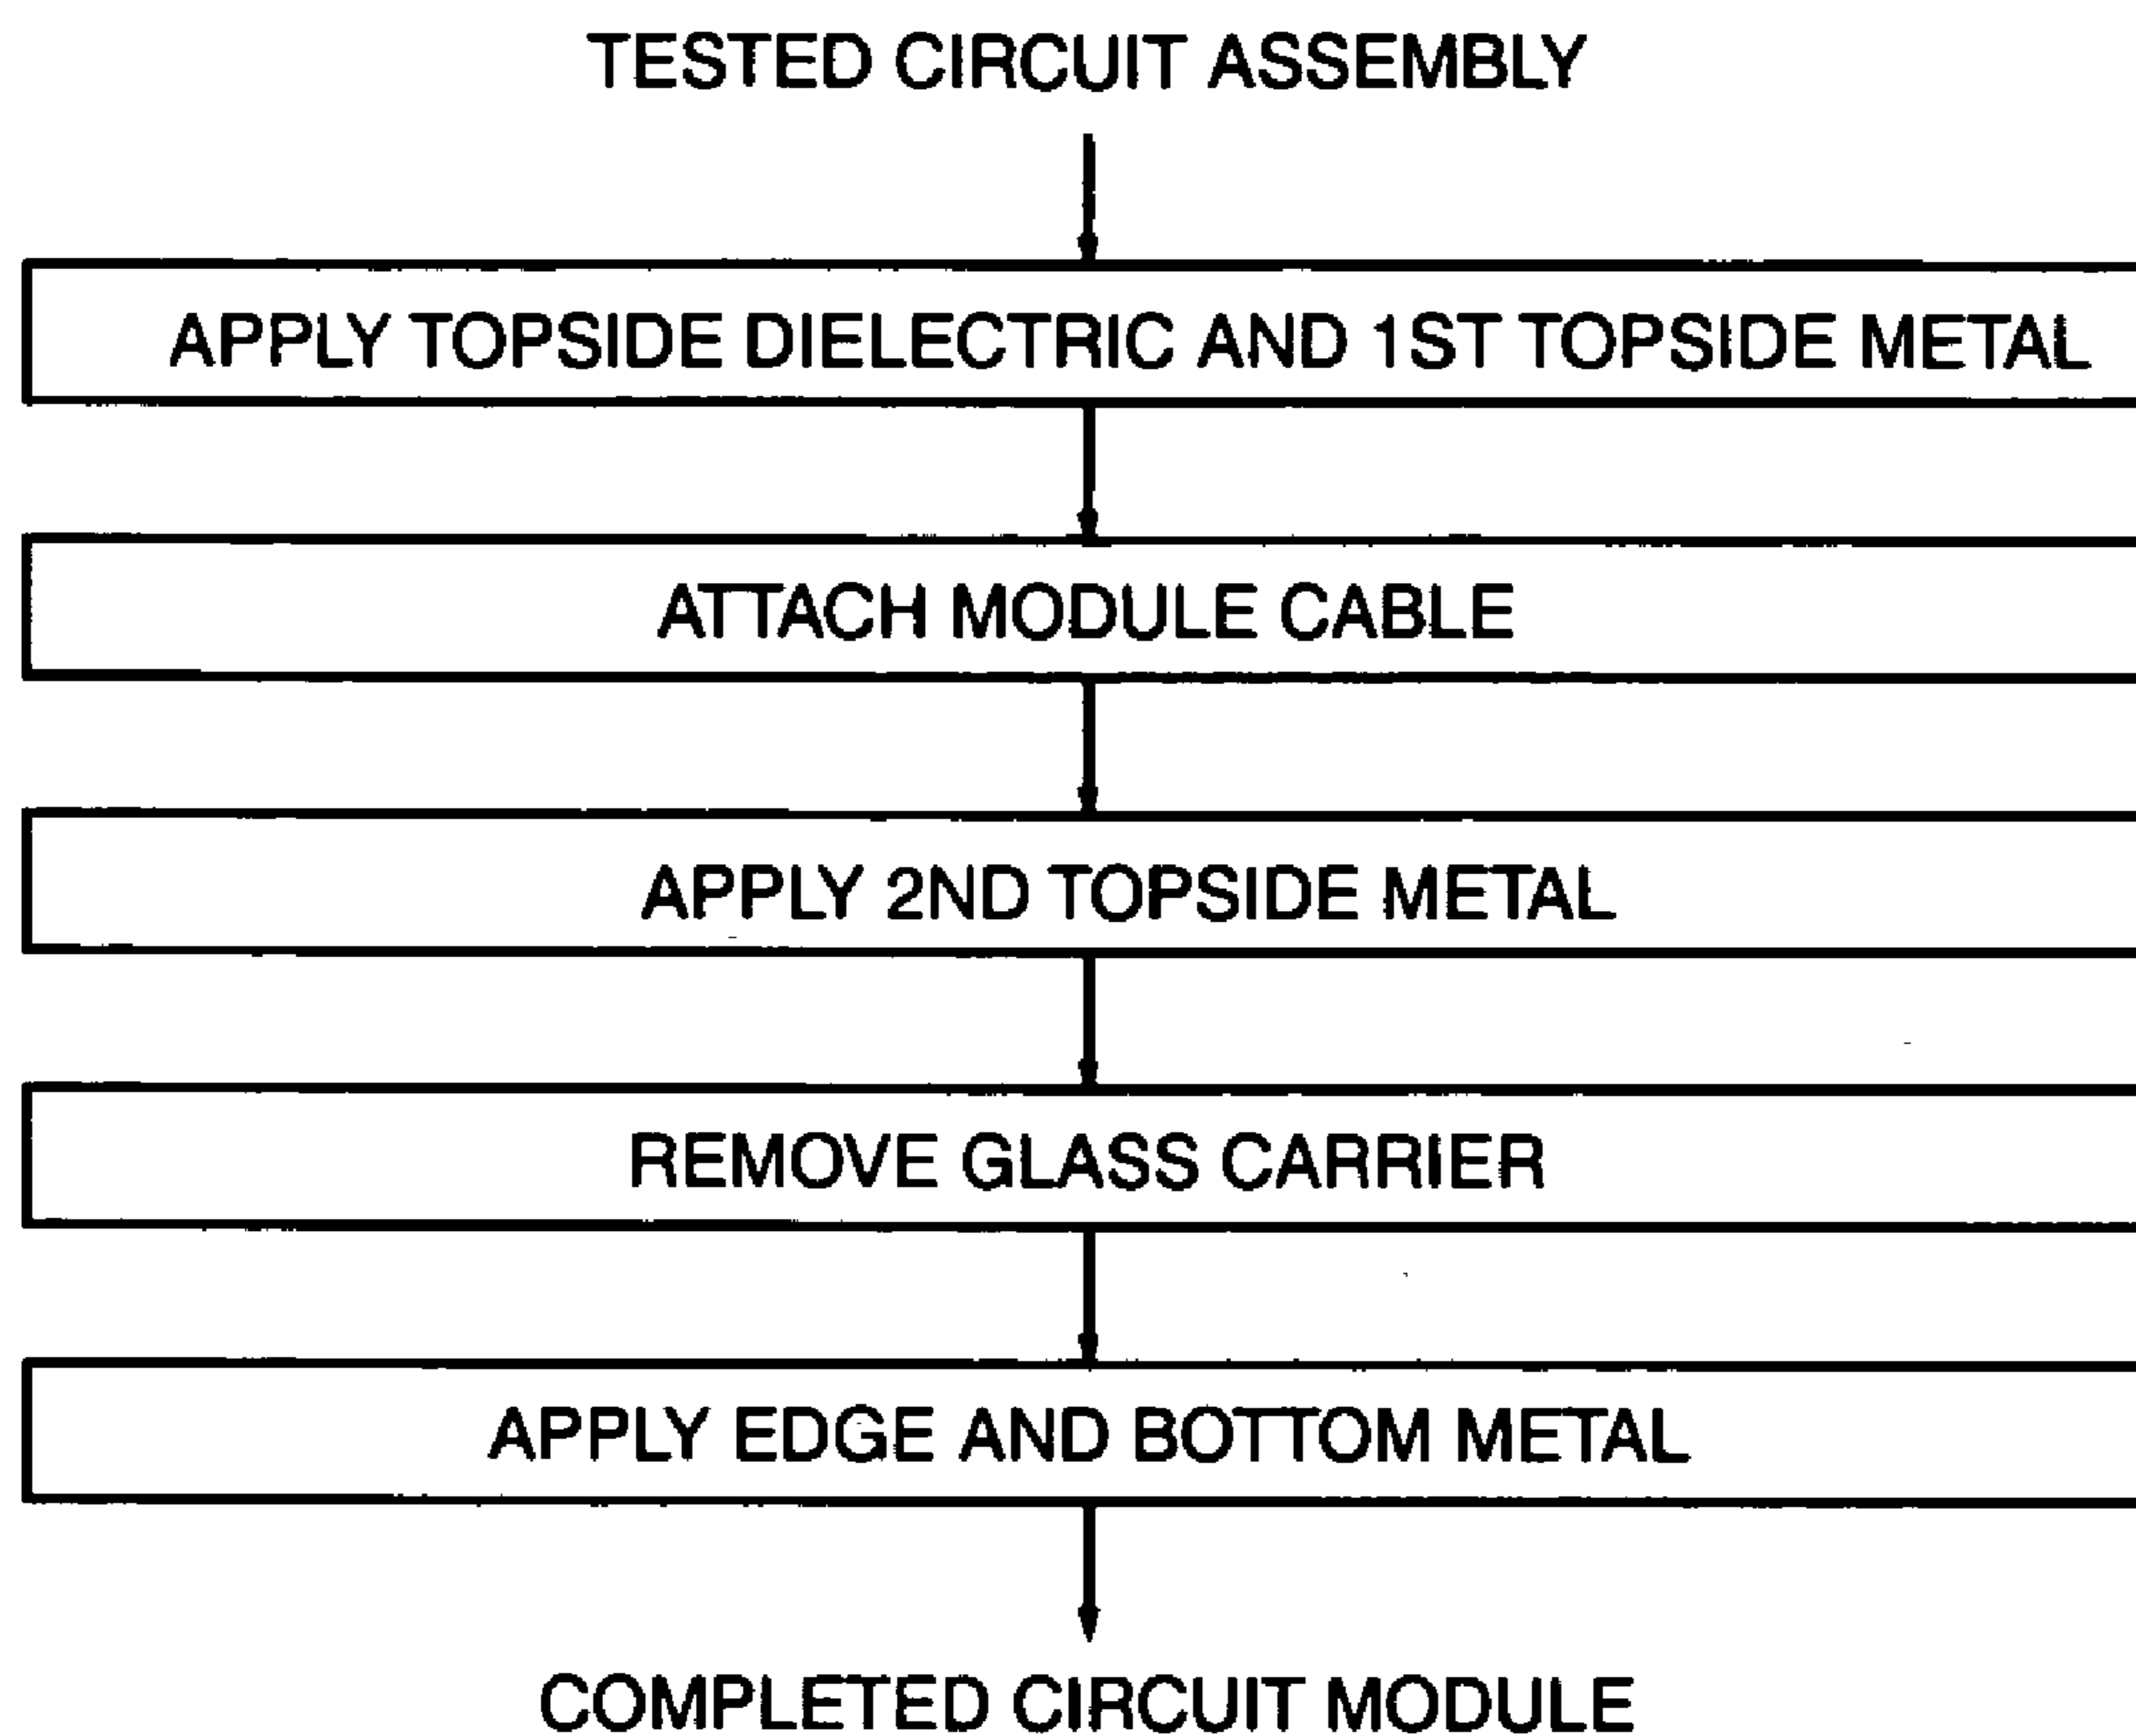 TESTED CIRCUIT ASSEMBLY
APPLY TOPSIDE DIELECTRIC AND 1ST TOPSIDE METAL
ATTACH MODULE CABLE
APPLY 2ND TOPSIDE METAL
REMOVE GLASS CARRIER
APPLY EDGE AND BOTTOM METAL
COMPLETED CIRCUIT MODULE